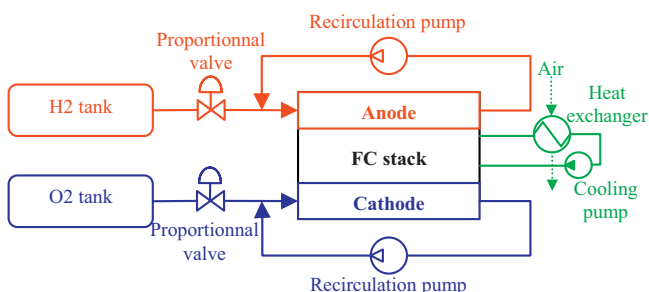 Recirculation pump
Proportionnal
valve
Air
Heat
exchanger
H2 tank
Anode
FC stack
O2 tank
Cathode
Cooling
pump
Proportionnal
valve
Recirculation pump